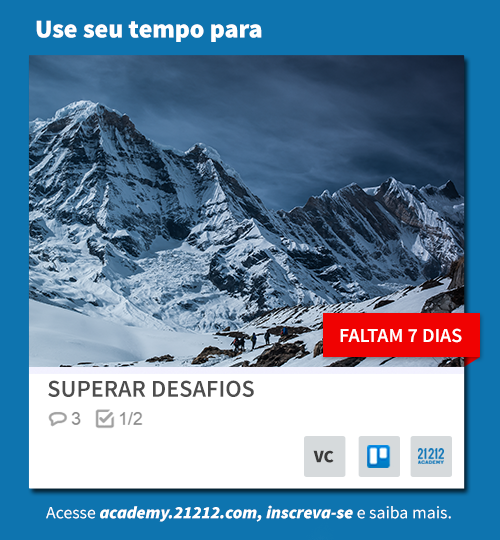 Use seu tempo para
FALTAM 7 DIAS
SUPERAR DESAFIOS
3 1/2
VC
21212
ACADEMY
Acesse academy.21212.com, inscreva-se e saiba mais.